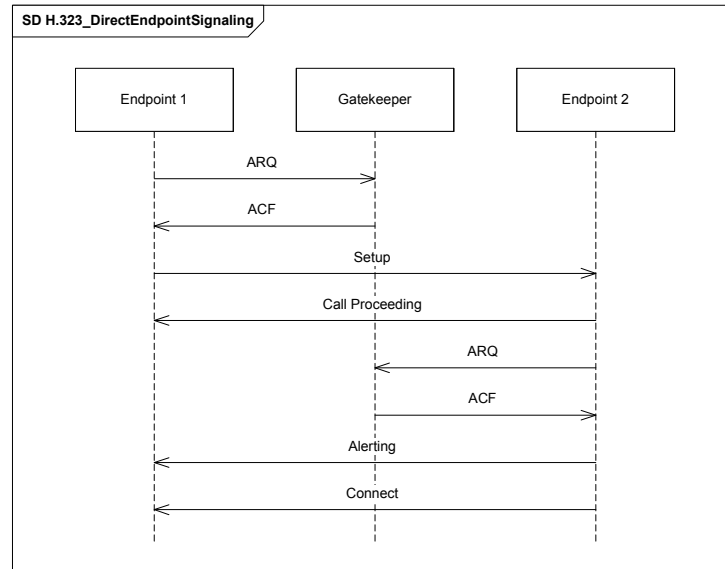 SD H.323_DirectEndpointSignaling
Endpoint 1
Gatekeeper
Endpoint 2
ARQ
ACF
Setup
Call Proceeding
ARQ
ACF
Alerting
Connect